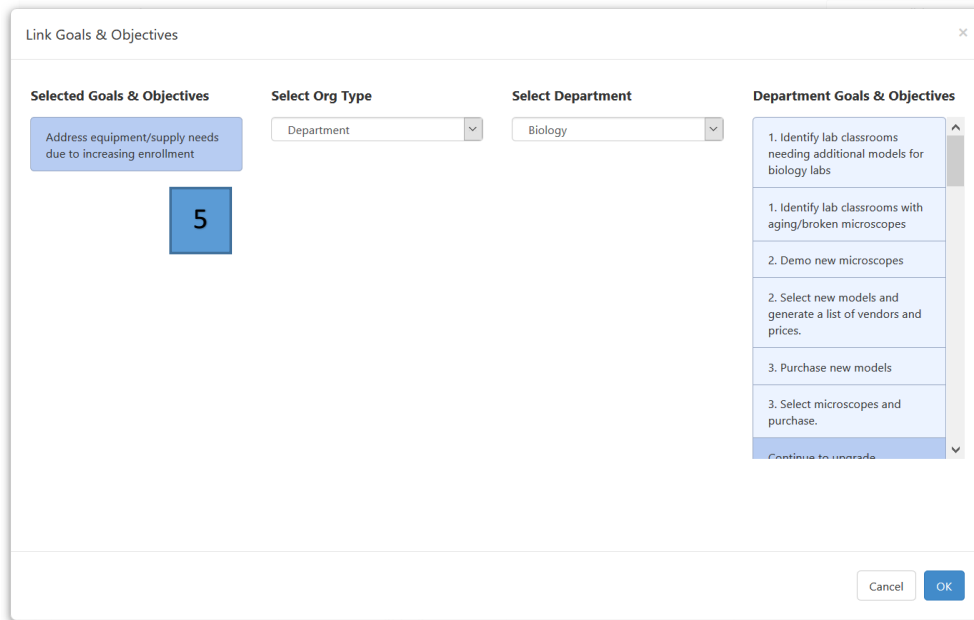 Link Goals & Objectives
×
Selected Goals & Objectives
Address equipment/supply needs
due to increasing enrollment
5
Select Org Type
Department
Select Department
Biology
Department Goals & Objectives
1. Identify lab classrooms
needing additional models for
biology labs
1. Identify lab classrooms with
aging/broken microscopes
2. Demo new microscopes
2. Select new models and
generate a list of vendors and
prices.
3. Purchase new models
3. Select microscopes and
purchase.
Continue to upgrade
Cancel
OK